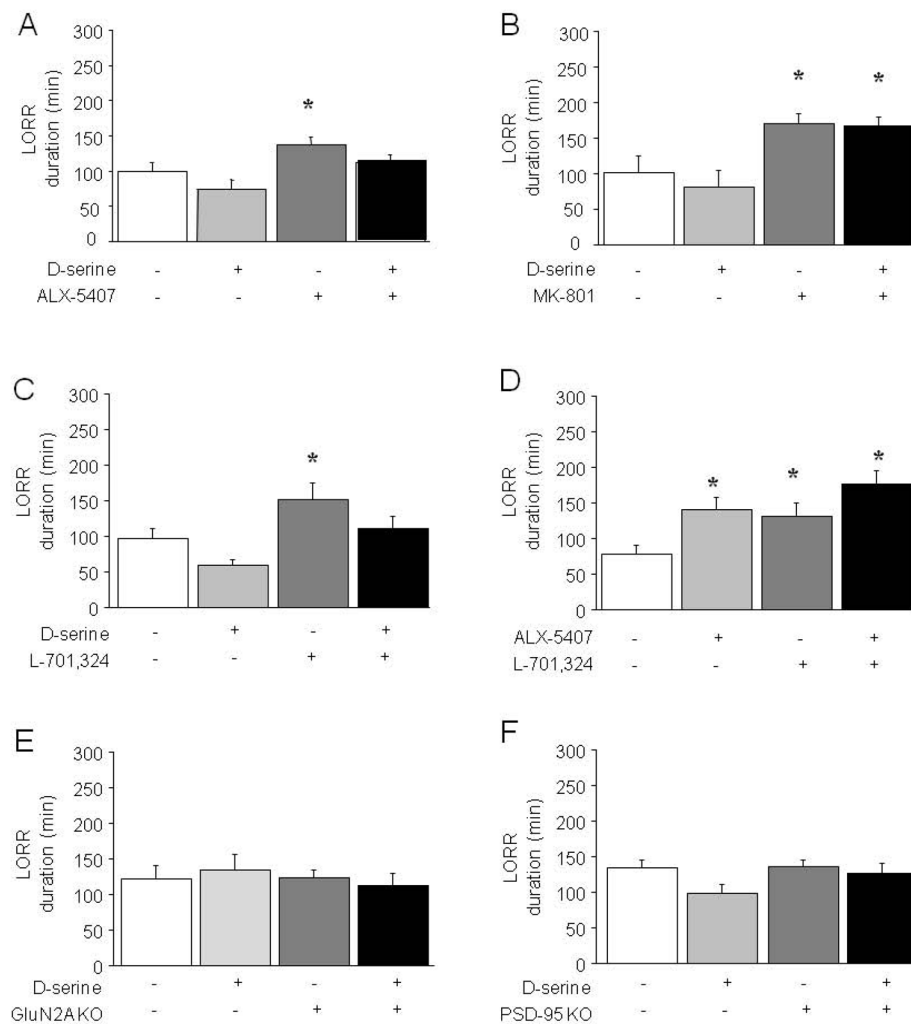 A
LORR
duration (min)
300
250
200
150
100
50
0
*
D-serine - + - +
ALX-5407 - - + +
B
LORR
duration (min)
300
250
200
150
100
50
0
* *
D-serine - + - +
MK-801 - - + +
C
LORR
duration (min)
300
250
200
150
100
50
0
*
D-serine - + - +
L-701,324 - - + +
D
LORR
duration (min)
300
250
200
150
100
50
0
* * *
ALX-5407 - + - +
L-701,324 - - + +
E
LORR
duration (min)
300
250
200
150
100
50
0
D-serine - + - +
GluN2AKO - - + +
F
LORR
duration (min)
300
250
200
150
100
50
0
D-serine - + - +
PSD-95KO - - + +